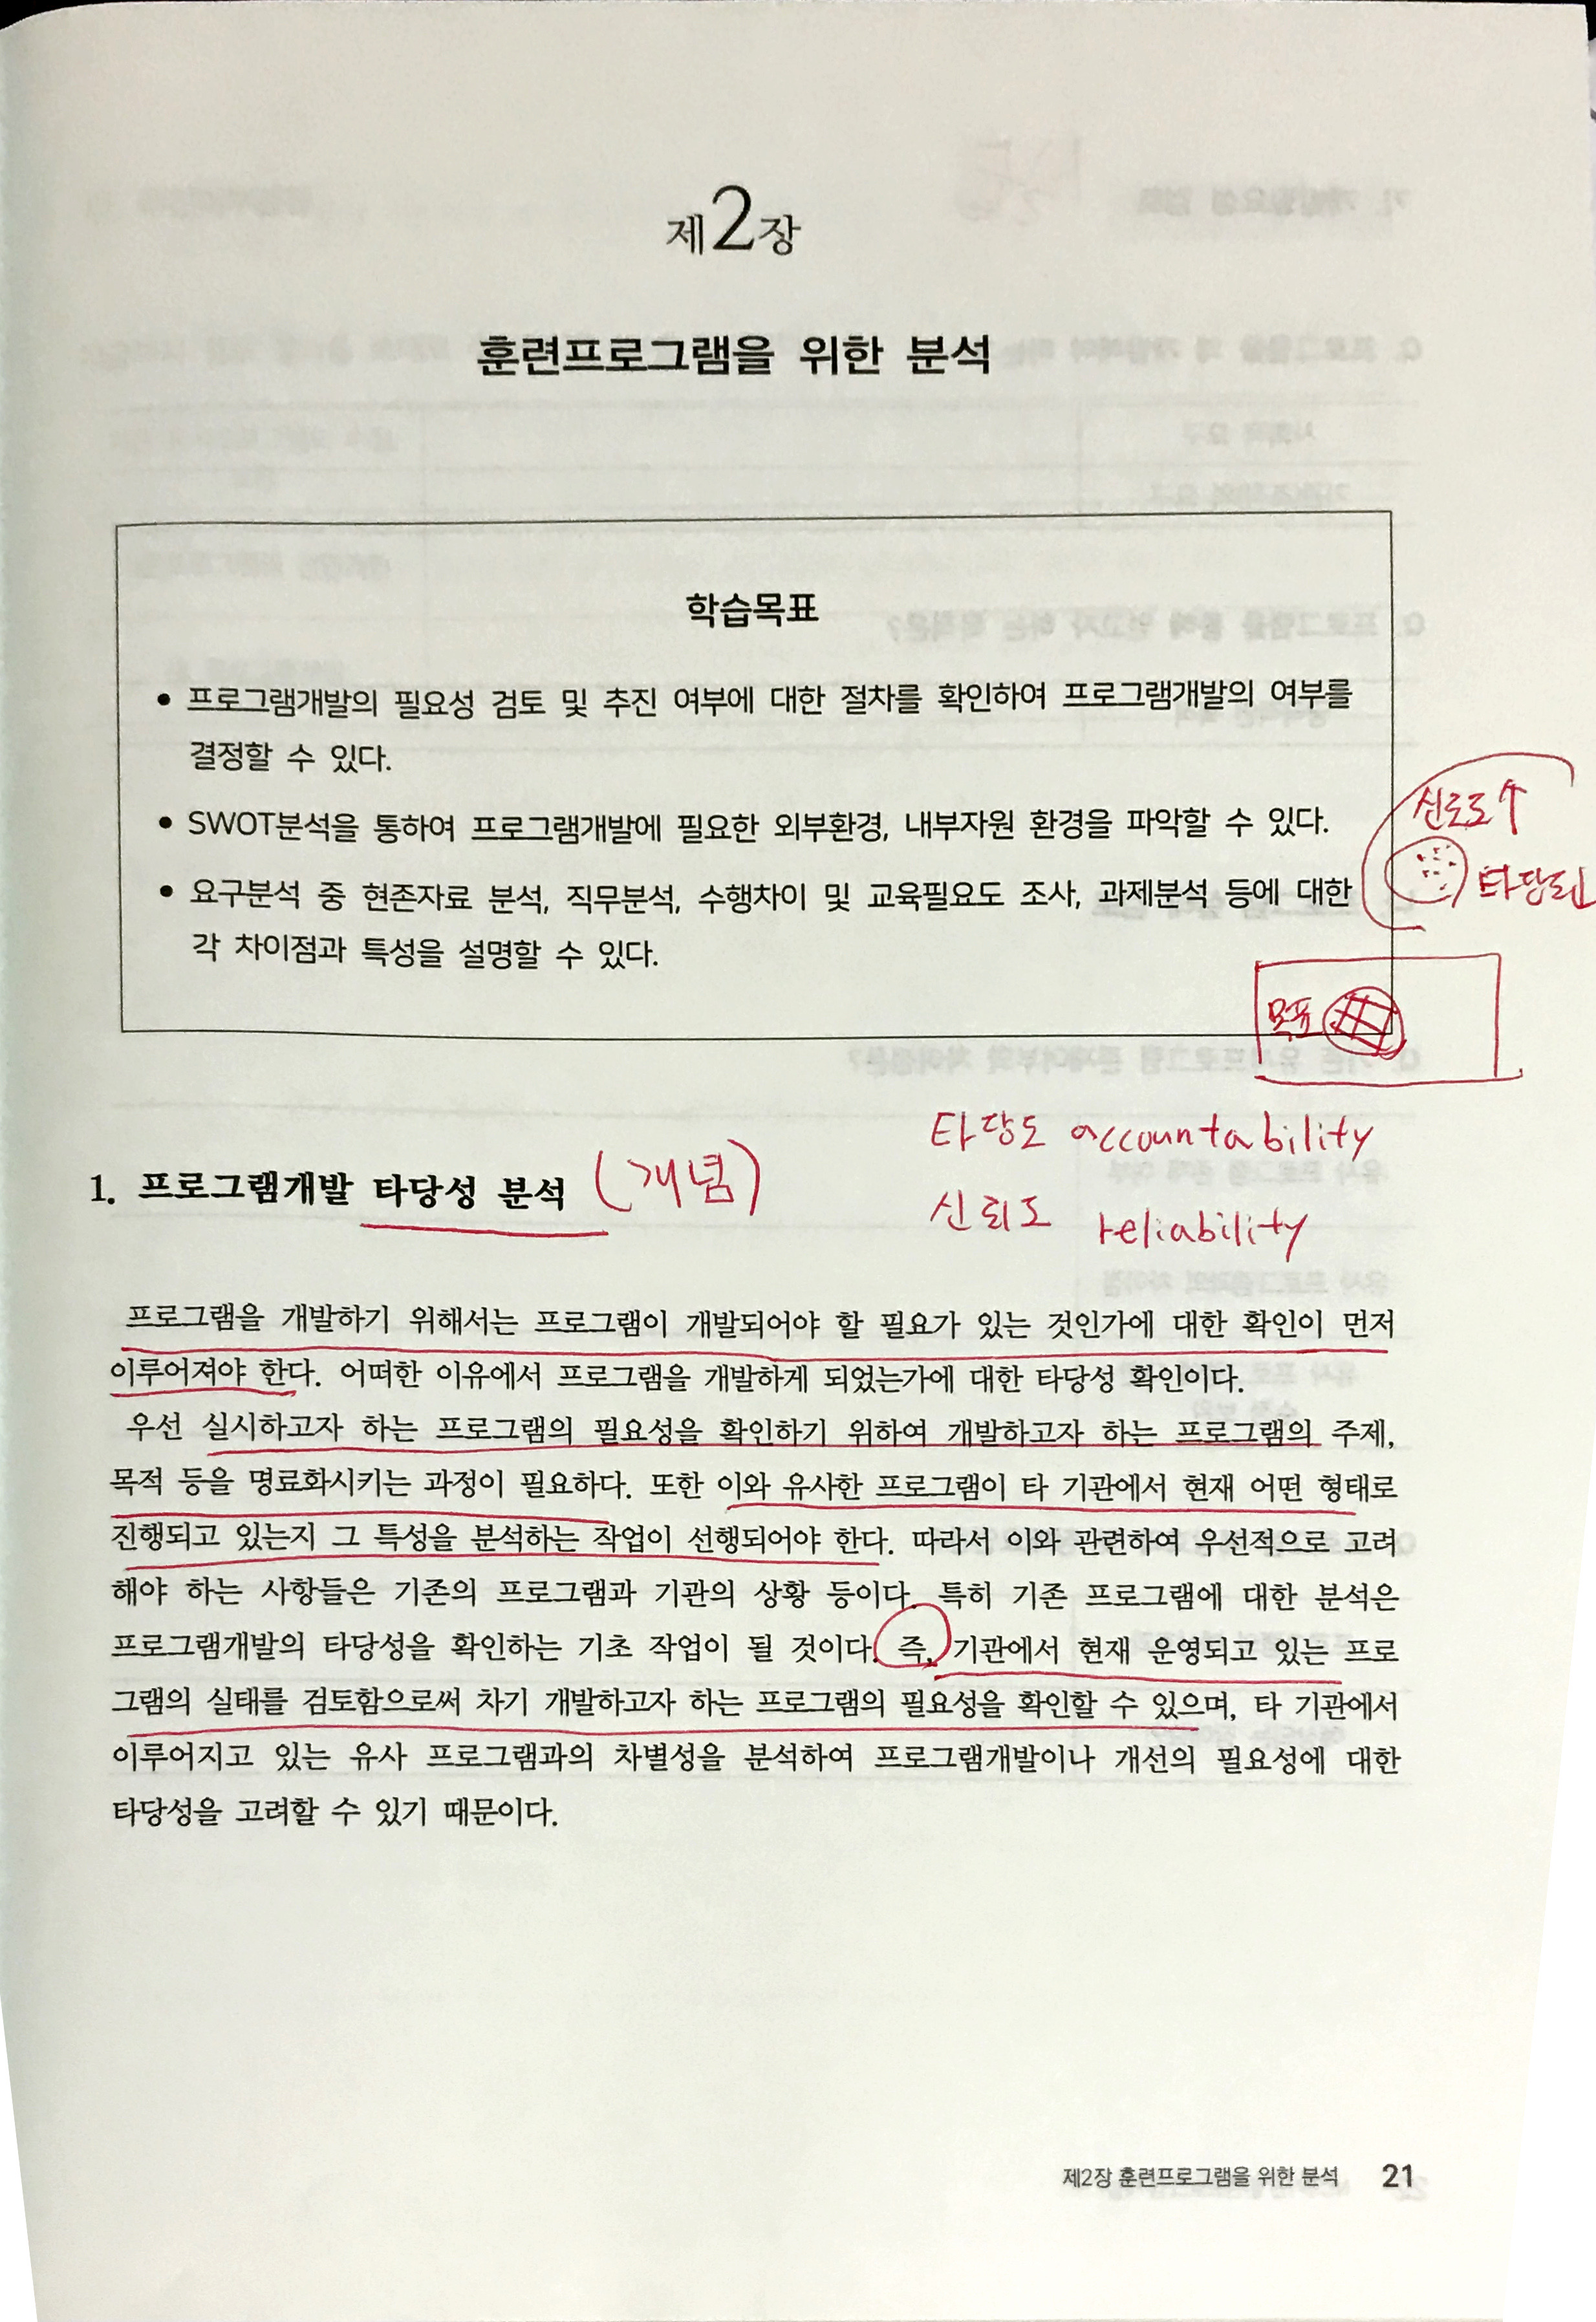 제2장
훈련프로그램을 위한 분석
학습목표
• 프로그램개발의 필요성 검토 및 추진 여부에 대한 절차를 확인하여 프로그램개발의 여부를
결정할 수 있다.
• SWOT분석을 통하여 프로그램개발에 필요한 외부환경, 내부자원 환경을 파악할 수 있다.
• 요구분석 중 현존자료 분석, 직무분석, 수행차이 및 교육필요도 조사, 과제분석 등에 대한
각 차이점과 특성을 설명할 수 있다.
목표
타당도 accountability
신뢰도 reliability
1. 프로그램개발 타당성 분석 (개념)
프로그램을 개발하기 위해서는 프로그램이 개발되어야 할 필요가 있는 것인가에 대한 확인이 먼저
이루어져야 한다. 어떠한 이유에서 프로그램을 개발하게 되었는가에 대한 타당성 확인이다.
우선 실시하고자 하는 프로그램의 필요성을 확인하기 위하여 개발하고자 하는 프로그램의 주제,
목적 등을 명료화시키는 과정이 필요하다. 또한 이와 유사한 프로그램이 타 기관에서 현재 어떤 형태로
진행되고 있는지 그 특성을 분석하는 작업이 선행되어야 한다. 따라서 이와 관련하여 우선적으로 고려
해야 하는 사항들은 기존의 프로그램과 기관의 상황 등이다. 특히 기존 프로그램에 대한 분석은
프로그램개발의 타당성을 확인하는 기초 작업이 될 것이다. 즉, 기관에서 현재 운영되고 있는 프로
그램의 실태를 검토함으로써 차기 개발하고자 하는 프로그램의 필요성을 확인할 수 있으며, 타 기관에서
이루어지고 있는 유사 프로그램과의 차별성을 분석하여 프로그램개발이나 개선의 필요성에 대한
타당성을 고려할 수 있기 때문이다.
제2장 훈련프로그램을 위한 분석 21